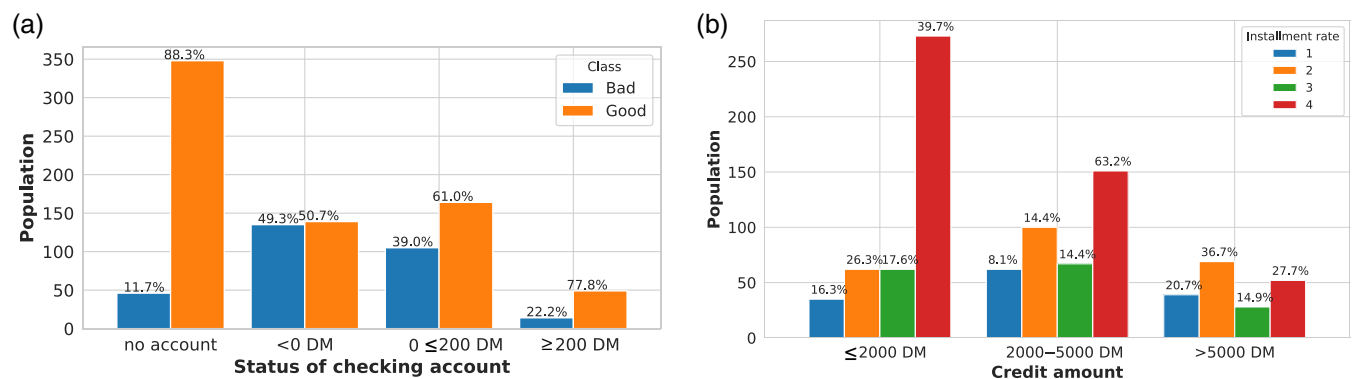 (a)
Class
Bad
Good
Population
350
300
250
200
150
100
50
0
88.3%
11.7%
49.3%
50.7%
39.0%
61.0%
22.2%
77.8%
no account
<0 DM
0 ≤200 DM
≥200 DM
Status of checking account
(b)
Installment rate
1
2
3
4
Population
250
200
150
100
50
0
39.7%
16.3%
26.3%
17.6%
63.2%
8.1%
14.4%
14.4%
20.7%
36.7%
14.9%
27.7%
≤2000 DM
2000−5000 DM
>5000 DM
Credit amount